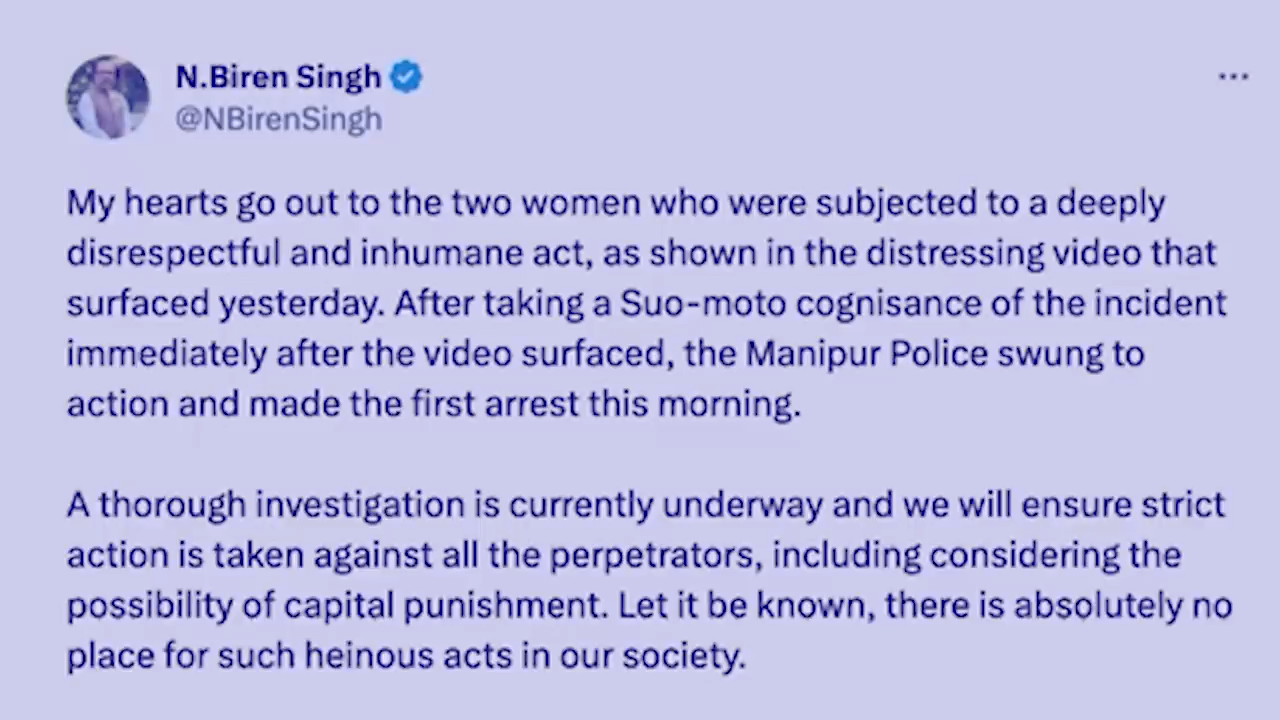 N.Biren Singh
@NBirenSingh
My hearts go out to the two women who were subjected to a deeply
disrespectful and inhumane act, as shown in the distressing video that
surfaced yesterday. After taking a Suo-moto cognisance of the incident
immediately after the video surfaced, the Manipur Police swung to
action and made the first arrest this morning.
A thorough investigation is currently underway and we will ensure strict
action is taken against all the perpetrators, including considering the
possibility of capital punishment. Let it be known, there is absolutely no
place for such heinous acts in our society.